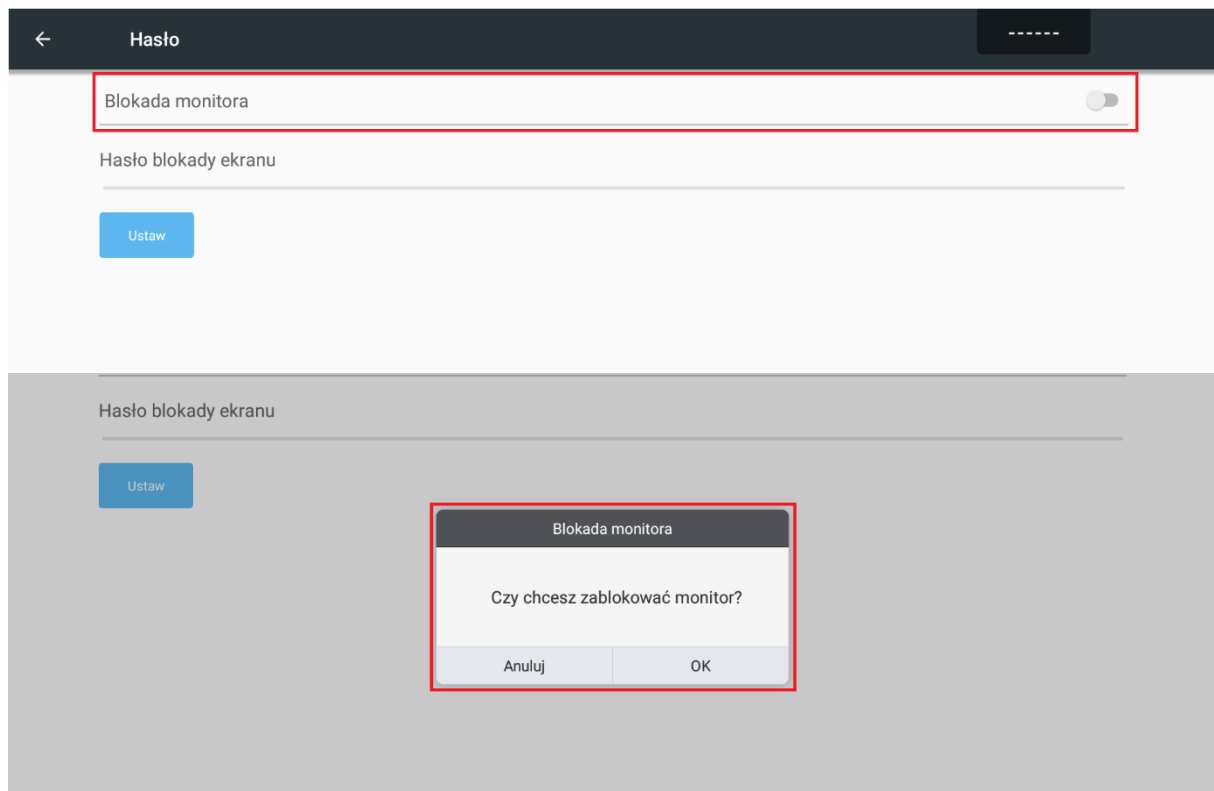 Hasło
------
Blokada monitora
Hasło blokady ekranu
Ustaw
Hasło blokady ekranu
Ustaw
Blokada monitora
Czy chcesz zablokować monitor?
Anuluj OK